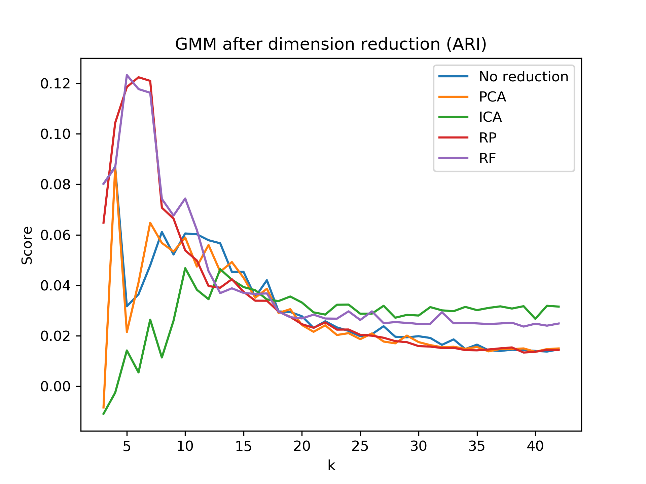 GMM after dimension reduction (ARI)
No reduction
PCA
ICA
RP
RF
0.12
0.10
0.08
0.06
0.04
0.02
0.00
Score
5 10 15 20 25 30 35 40
k